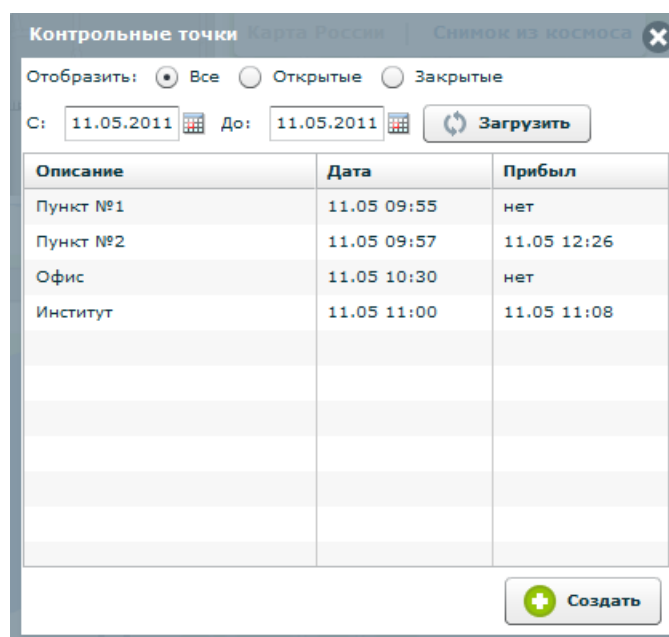 Контрольные точки Карта России | Снимок из космоса
Отобразить: Все Открытые Закрытые
С: 11.05.2011 До: 11.05.2011 Загрузить
Описание Дата Прибыл
Пункт №1 11.05 09:55 нет
Пункт №2 11.05 09:57 11.05 12:26
Офис 11.05 10:30 нет
Институт 11.05 11:00 11.05 11:08
Создать